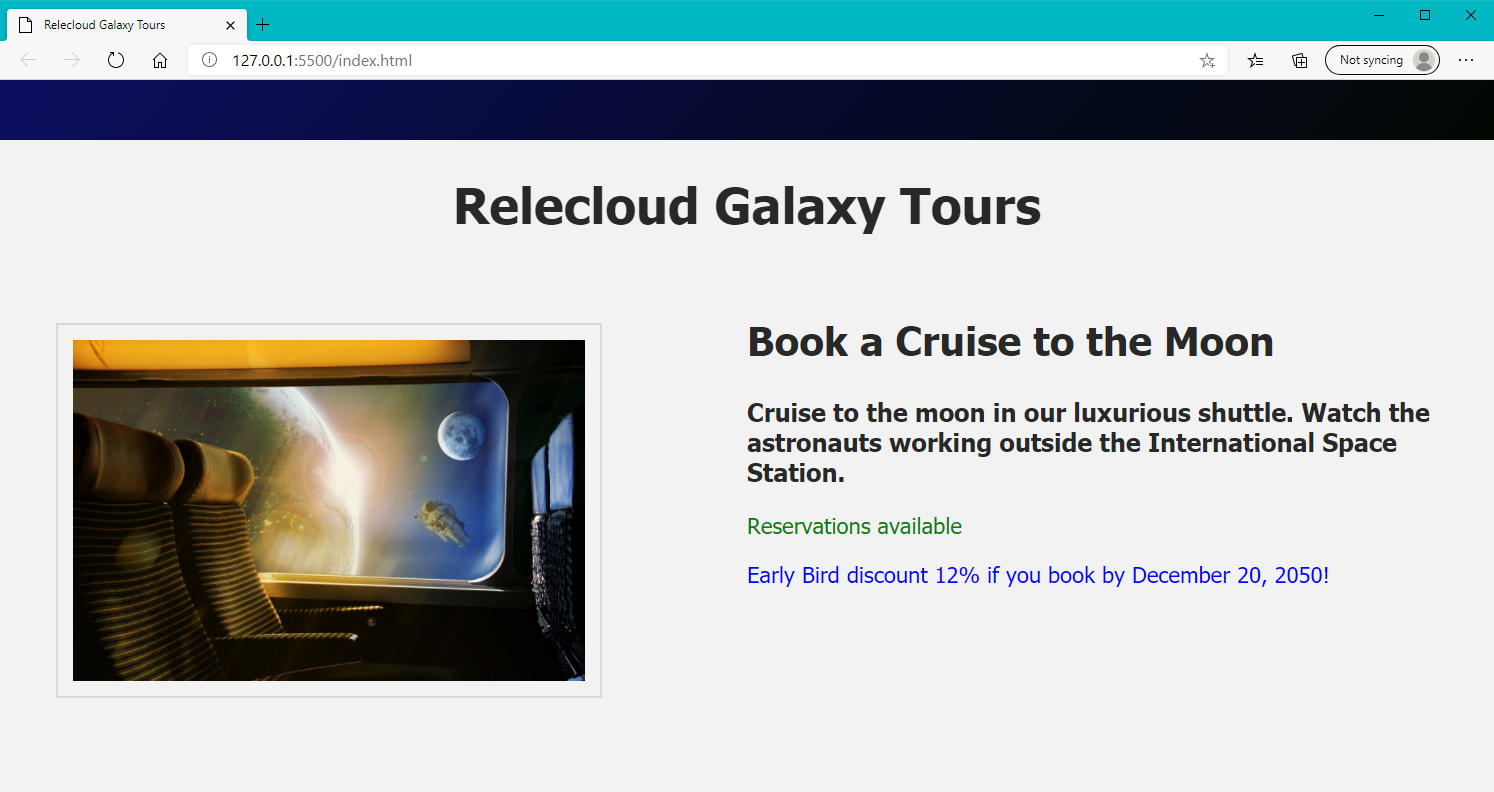 Relecloud Galaxy Tours
127.0.0.1:5500/index.html
Not syncing
Relecloud Galaxy Tours
Book a Cruise to the Moon
Cruise to the moon in our luxurious shuttle. Watch the
astronauts working outside the International Space
Station.
Reservations available
Early Bird discount 12% if you book by December 20, 2050!